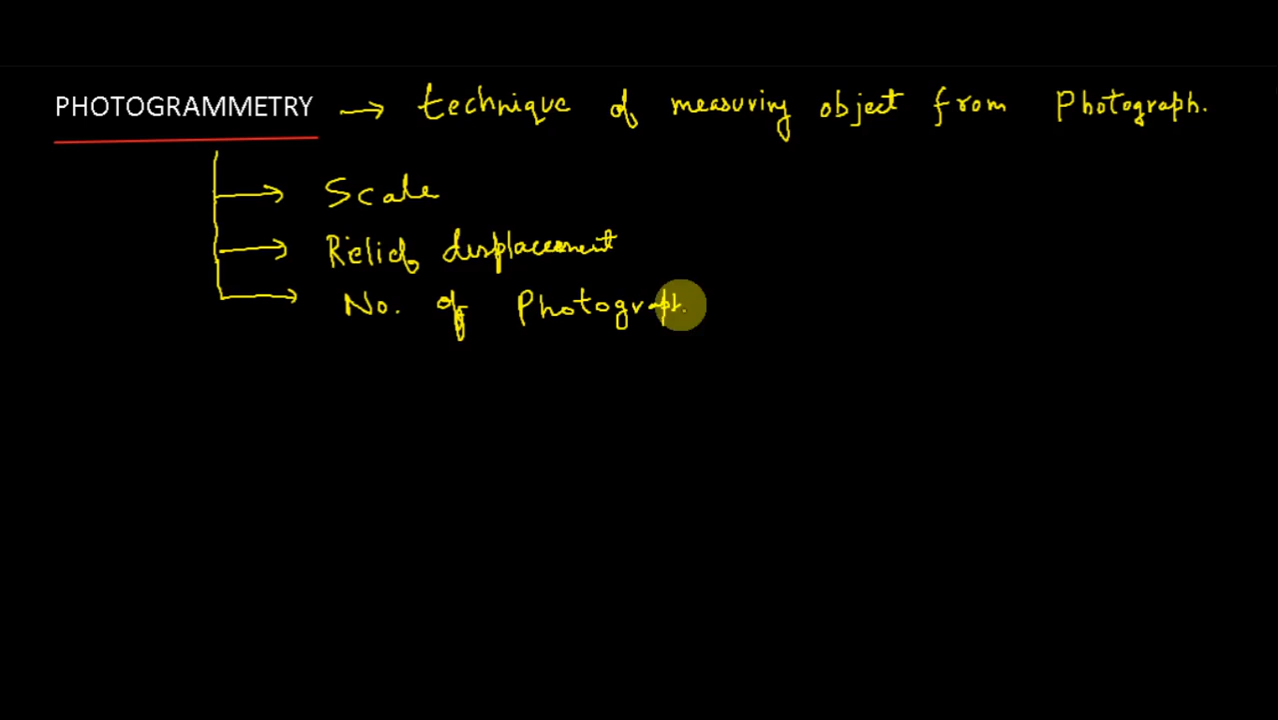 PHOTOGRAMMETRY → technique of measuring object from Photograph.
→ Scale
→ Relief displacement
→ No. of Photograph.